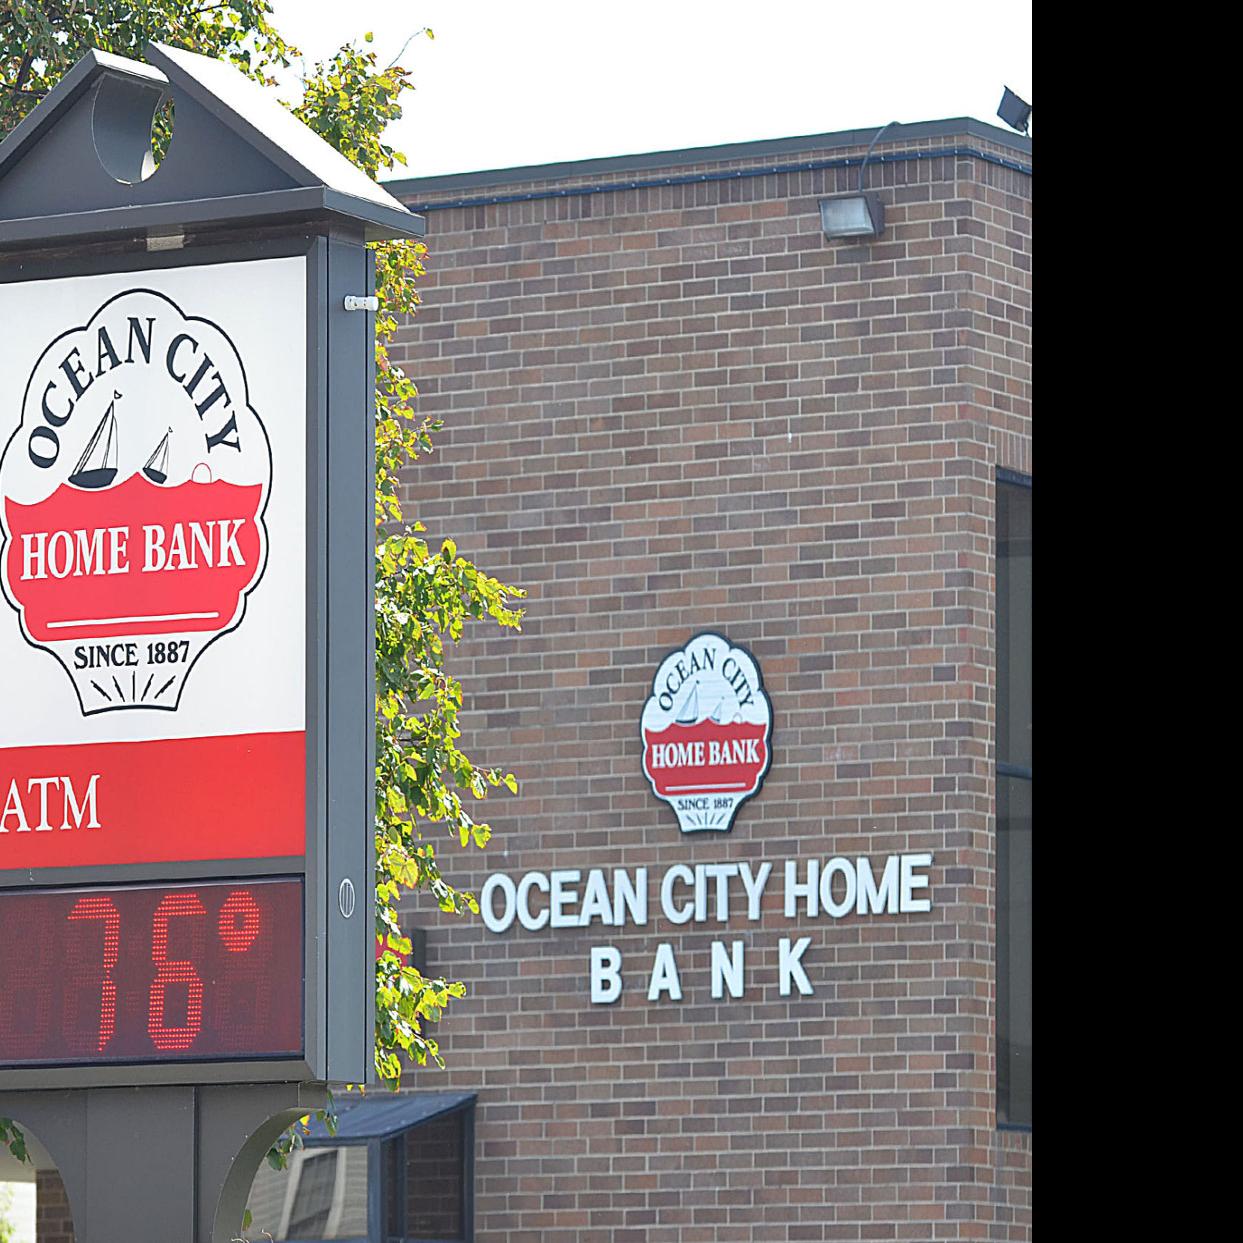 OCEAN CITY
HOME BANK
SINCE 1887
ATM
76°
OCEAN CITY
HOME BANK
SINCE 1887
OCEAN CITY HOME
BANK